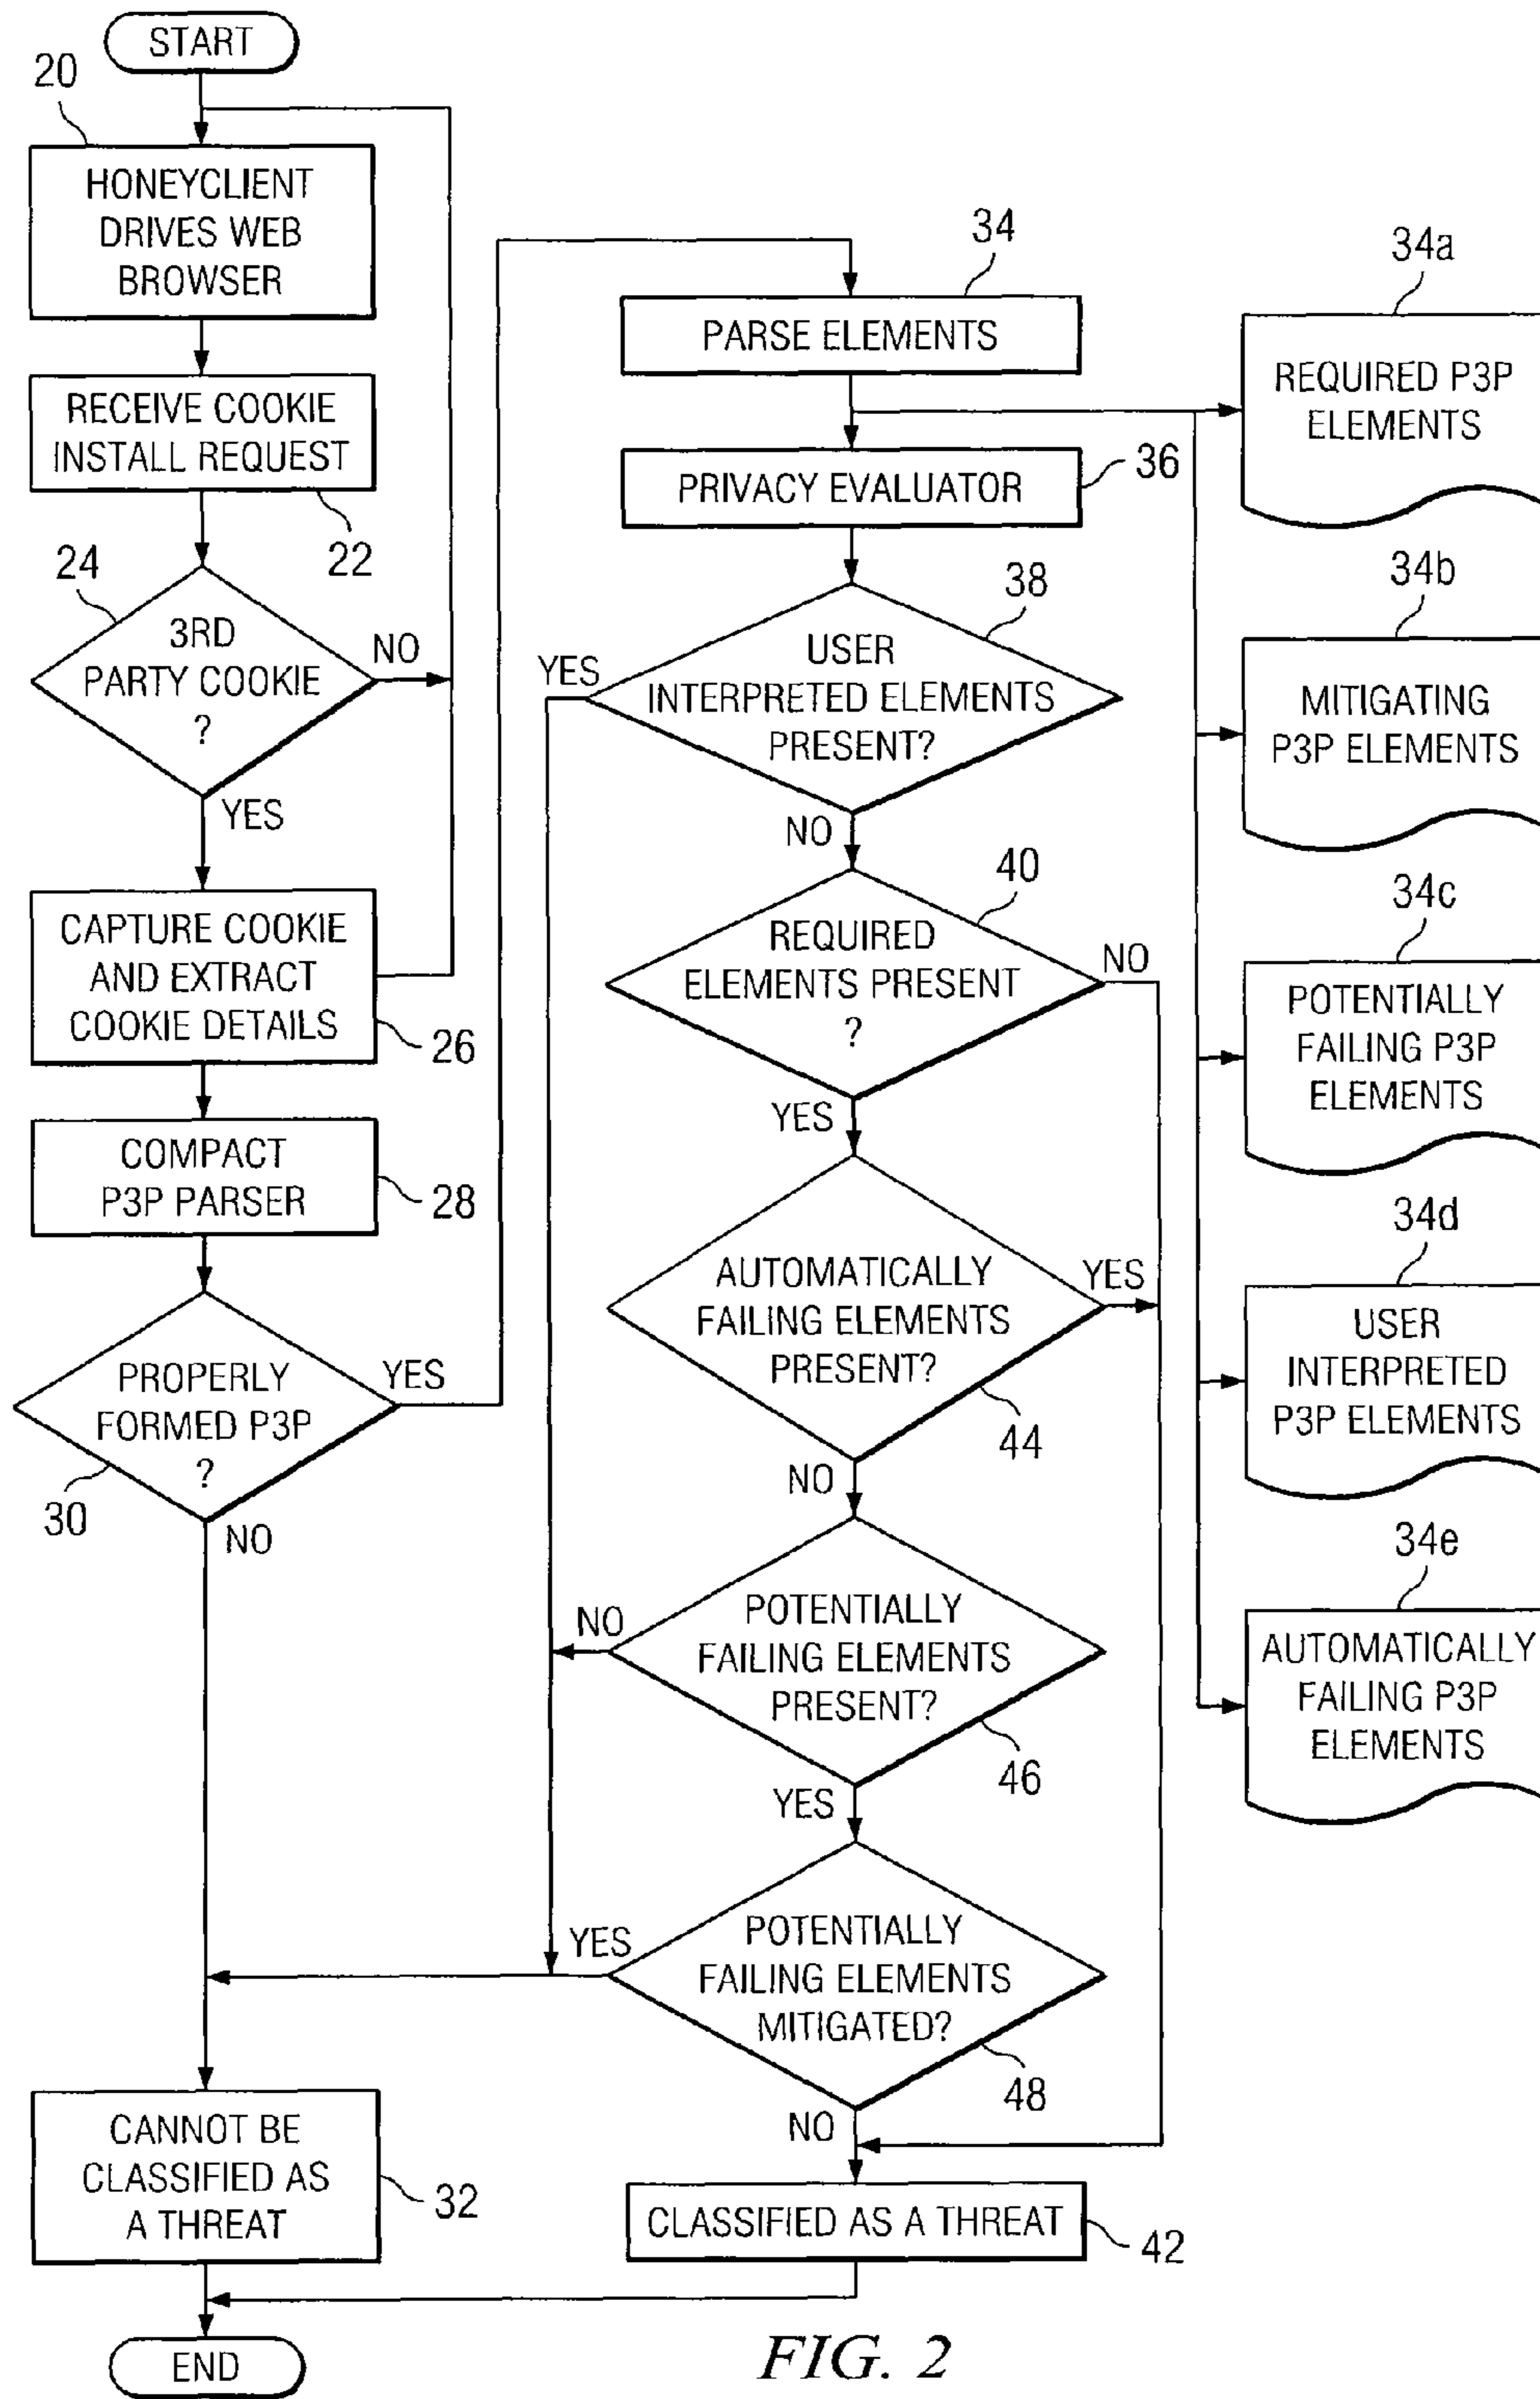 START
20
HONEYCLIENT
DRIVES WEB
BROWSER
RECEIVE COOKIE
INSTALL REQUEST
22
24
3RD
PARTY COOKIE
?
NO
YES
CAPTURE COOKIE
AND EXTRACT
COOKIE DETAILS
26
COMPACT
P3P PARSER
28
PROPERLY
FORMED P3P
?
YES
30
NO
CANNOT BE
CLASSIFIED AS
A THREAT
32
END
34
PARSE ELEMENTS
PRIVACY EVALUATOR
36
38
USER
INTERPRETED ELEMENTS
PRESENT?
YES
NO
40
REQUIRED
ELEMENTS PRESENT
?
NO
YES
AUTOMATICALLY
FAILING ELEMENTS
PRESENT?
YES
44
NO
POTENTIALLY
FAILING ELEMENTS
PRESENT?
NO
46
YES
POTENTIALLY
FAILING ELEMENTS
MITIGATED?
YES
48
NO
CLASSIFIED AS A THREAT
42
34a
REQUIRED P3P
ELEMENTS
34b
MITIGATING
P3P ELEMENTS
34c
POTENTIALLY
FAILING P3P
ELEMENTS
34d
USER
INTERPRETED
P3P ELEMENTS
34e
AUTOMATICALLY
FAILING P3P
ELEMENTS
FIG. 2